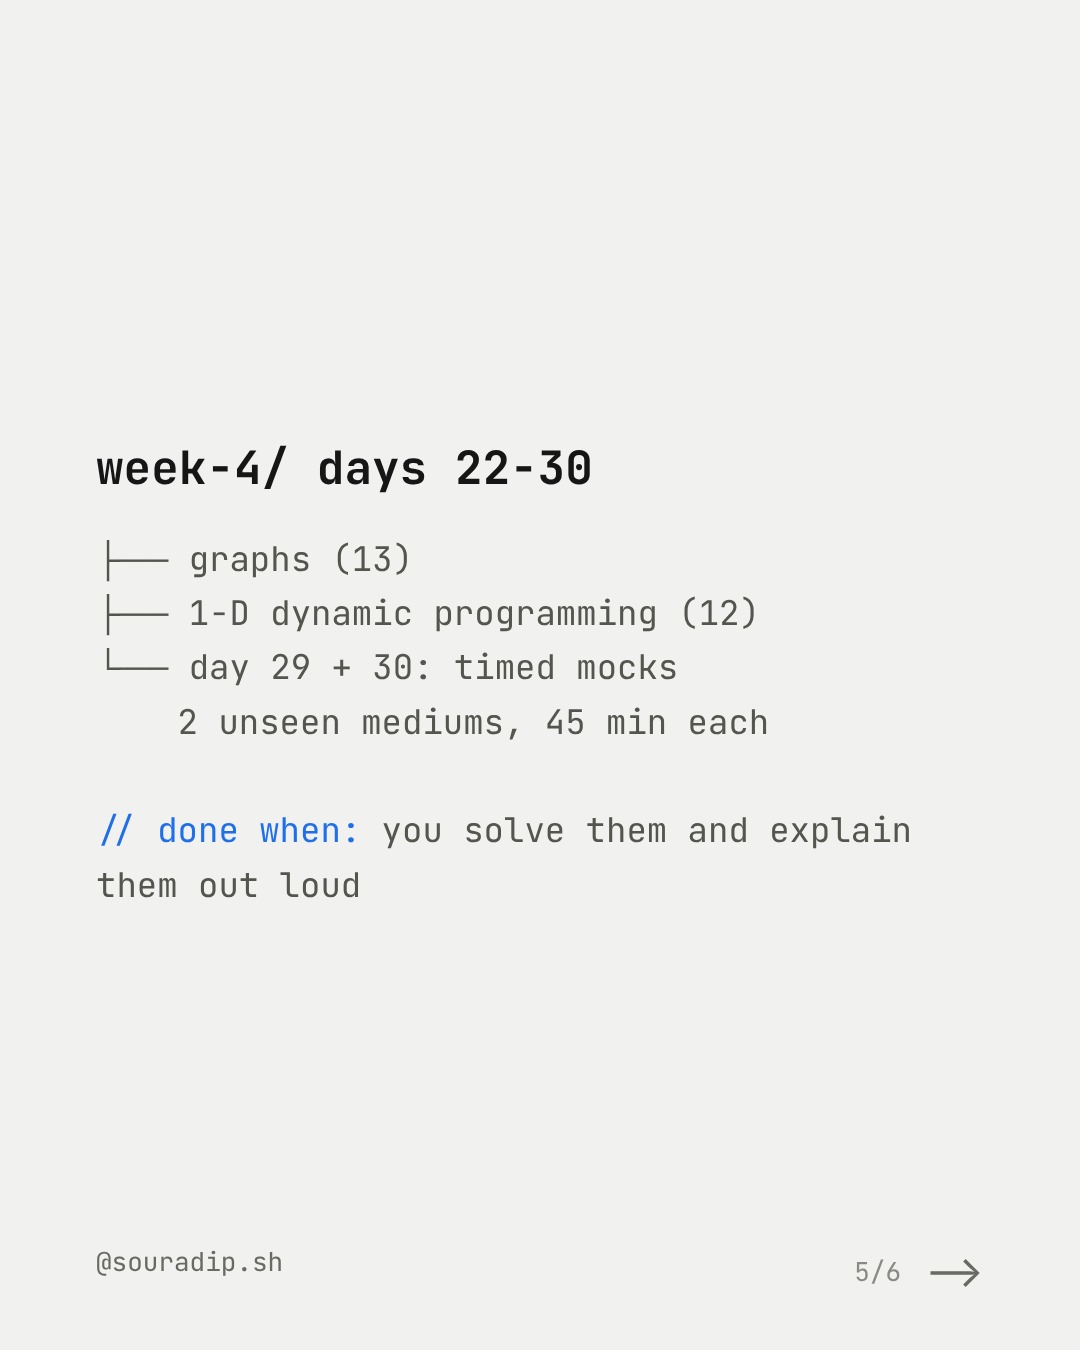 week-4/ days 22-30
├── graphs (13)
├── 1-D dynamic programming (12)
└── day 29 + 30: timed mocks
    2 unseen mediums, 45 min each
// done when: you solve them and explain
them out loud
@souradip.sh
5/6 →